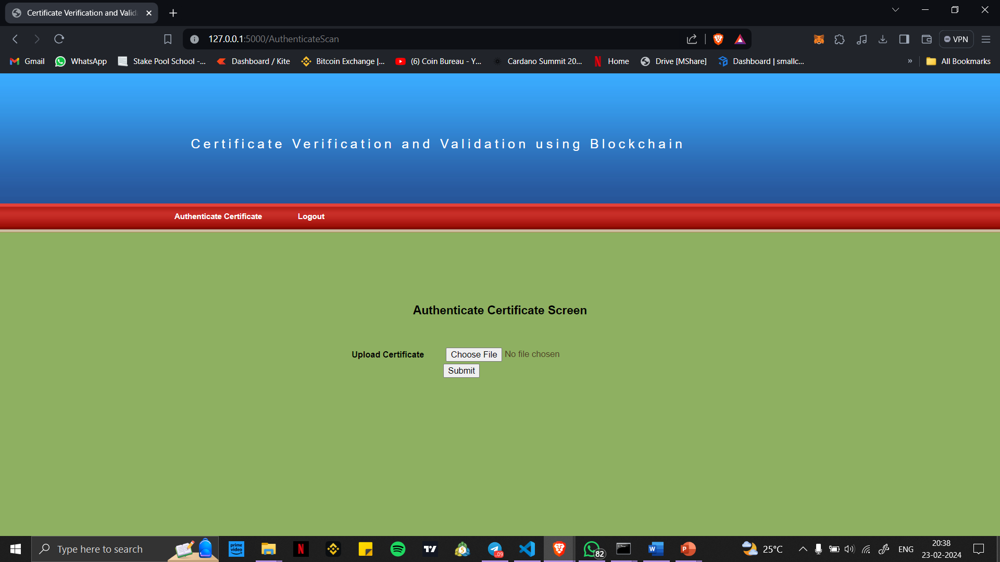 Certificate Verification and Valid
127.0.0.1:5000/AuthenticateScan
VPN
Gmail
WhatsApp
Stake Pool School -...
Dashboard / Kite
Bitcoin Exchange |...
(6) Coin Bureau - Y...
Cardano Summit 20...
Home
Drive [MShare]
Dashboard | smallc...
»
All Bookmarks
Certificate Verification and Validation using Blockchain
Authenticate Certificate
Logout
Authenticate Certificate Screen
Upload Certificate
Choose File
No file chosen
Submit
Type here to search
prime video
82
25°C
ENG
20:38
23-02-2024